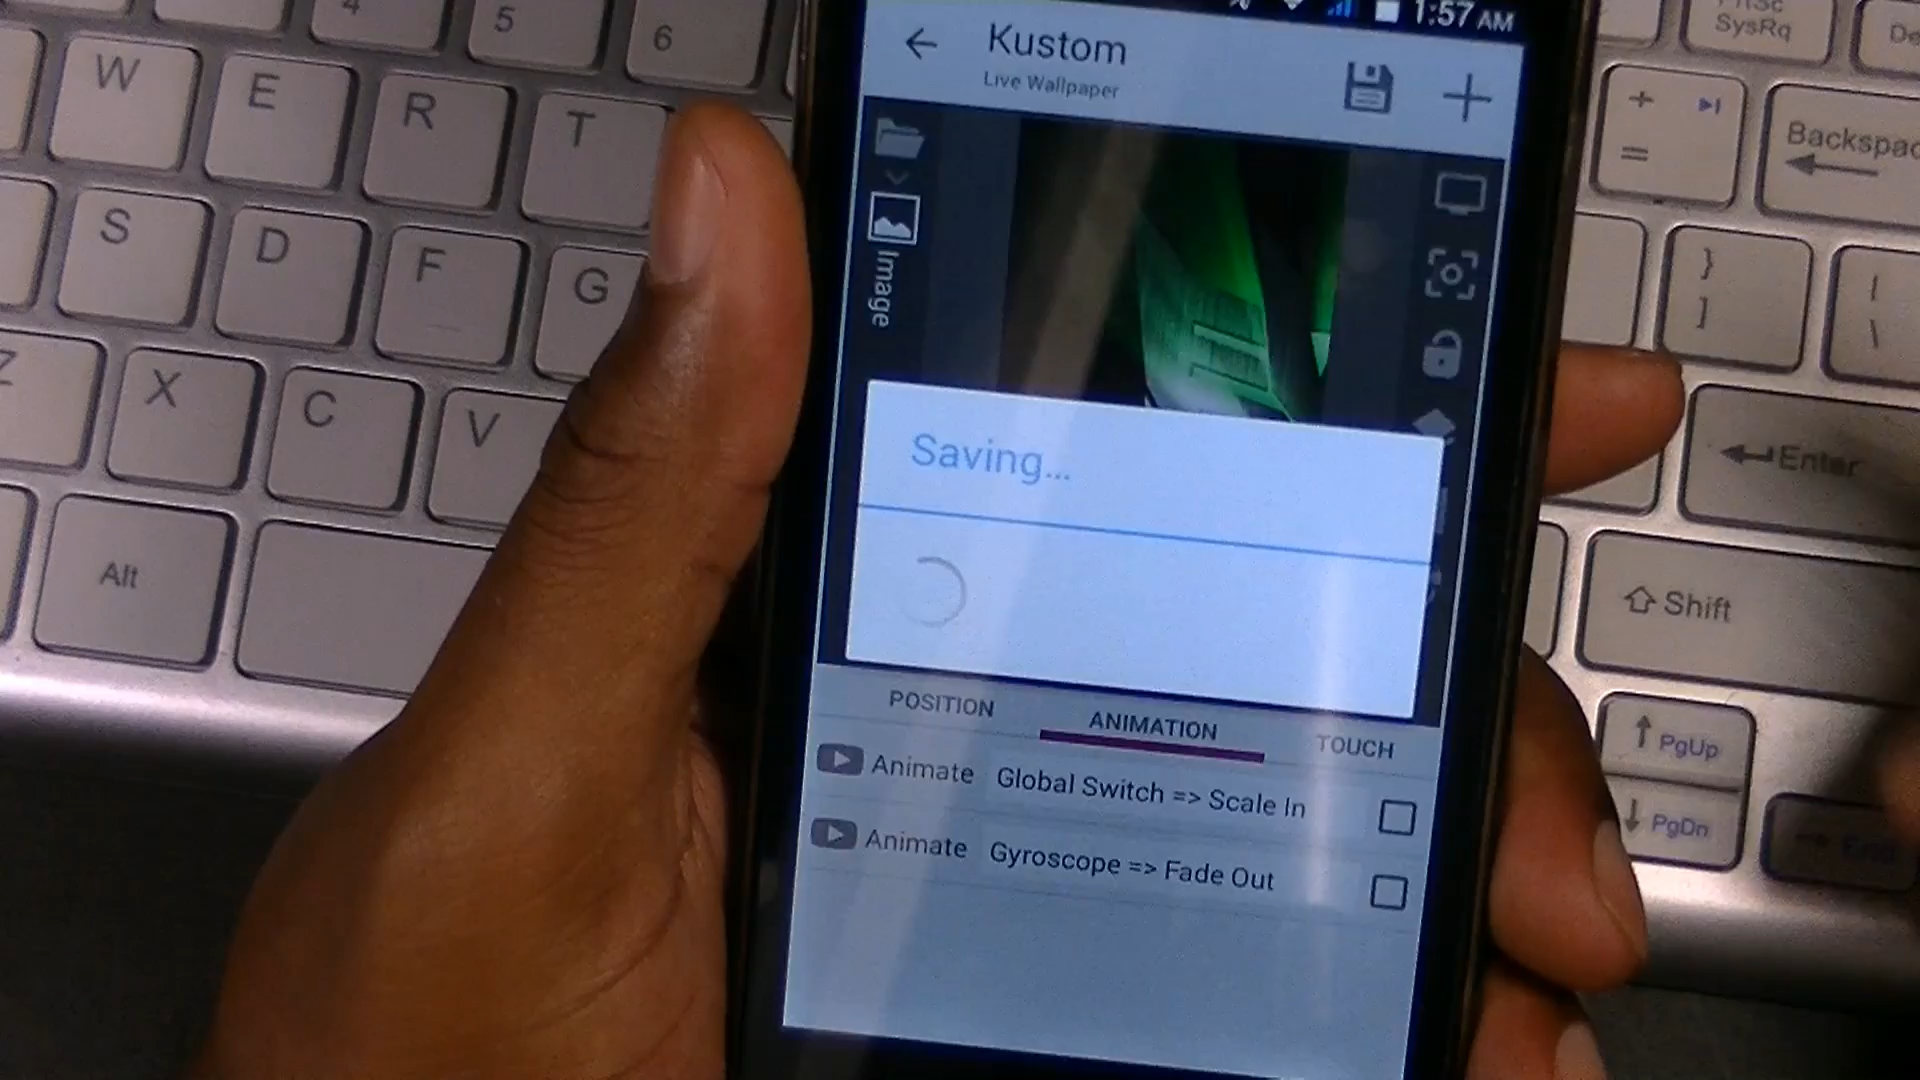 1:57 AM
Kustom
Live Wallpaper
Image
Saving...
POSITION
ANIMATION
TOUCH
Animate
Global Switch => Scale In
Animate
Gyroscope => Fade Out
4
5
6
W
E
R
T
S
D
F
G
Z
X
C
V
Alt
SysRq
+
=
}
]
|
\
Enter
Shift
PgUp
PgDn